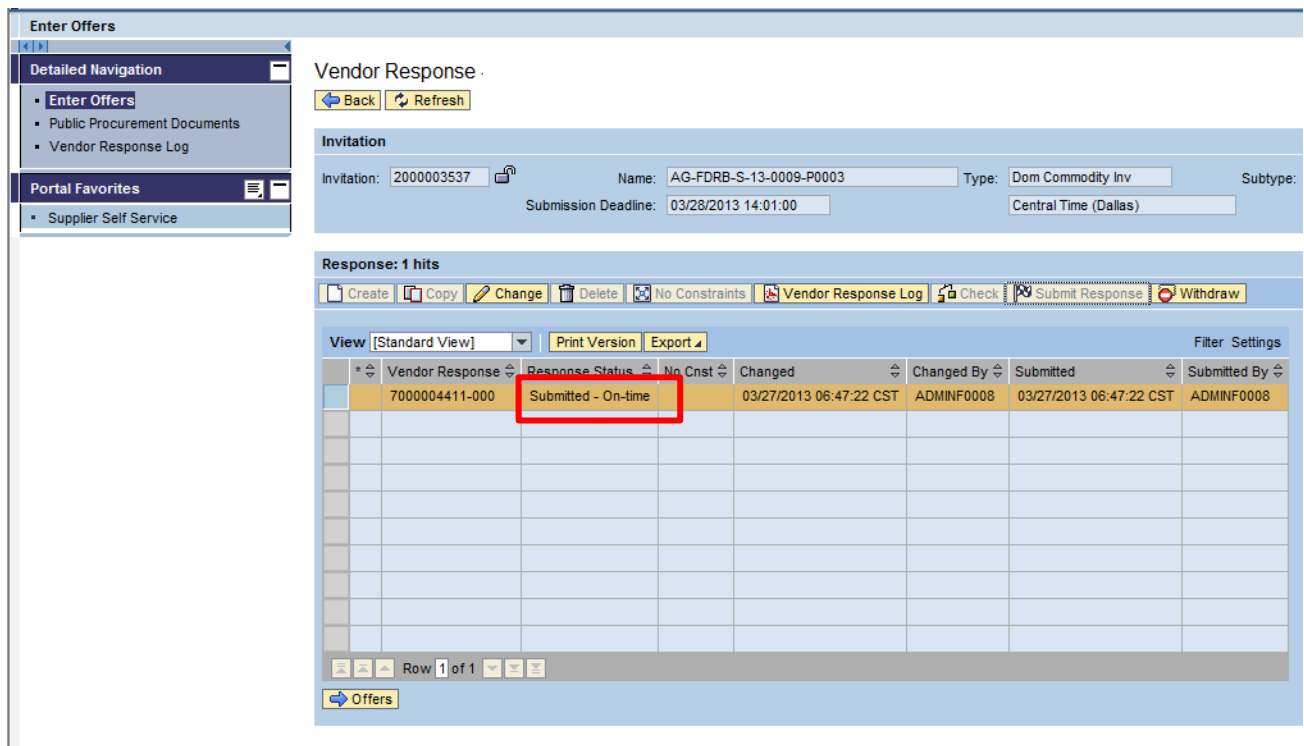 Enter Offers
Detailed Navigation
Enter Offers
Public Procurement Documents
Vendor Response Log
Portal Favorites
Supplier Self Service
Vendor Response
Back Refresh
Invitation
Invitation: 2000003537 Name: AG-FDRB-S-13-0009-P0003 Type: Dom Commodity Inv Subtype:
Submission Deadline: 03/28/2013 14:01:00 Central Time (Dallas)
Response: 1 hits
Create Copy Change Delete No Constraints Vendor Response Log Check Submit Response Withdraw
View [Standard View] Print Version Export Filter Settings
* Vendor Response Response Status No Cnst Changed Changed By Submitted Submitted By
7000004411-000 Submitted - On-time 03/27/2013 06:47:22 CST ADMINF0008 03/27/2013 06:47:22 CST ADMINF0008
Row 1 of 1
Offers